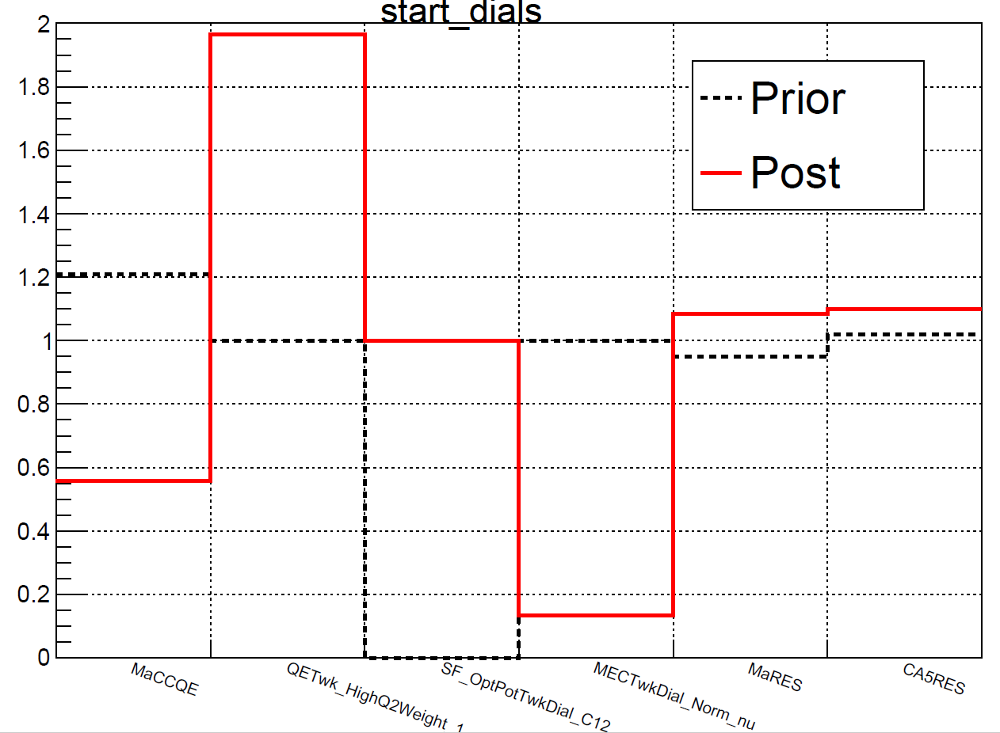 start_dials
2
1.8
1.6
1.4
1.2
1
0.8
0.6
0.4
0.2
0
Prior
Post
MaCCQE
QETwk_HighQ2Weight_1
SF_OptPotTwkDial_C12
MECTwkDial_Norm_nu
MaRES
CA5RES